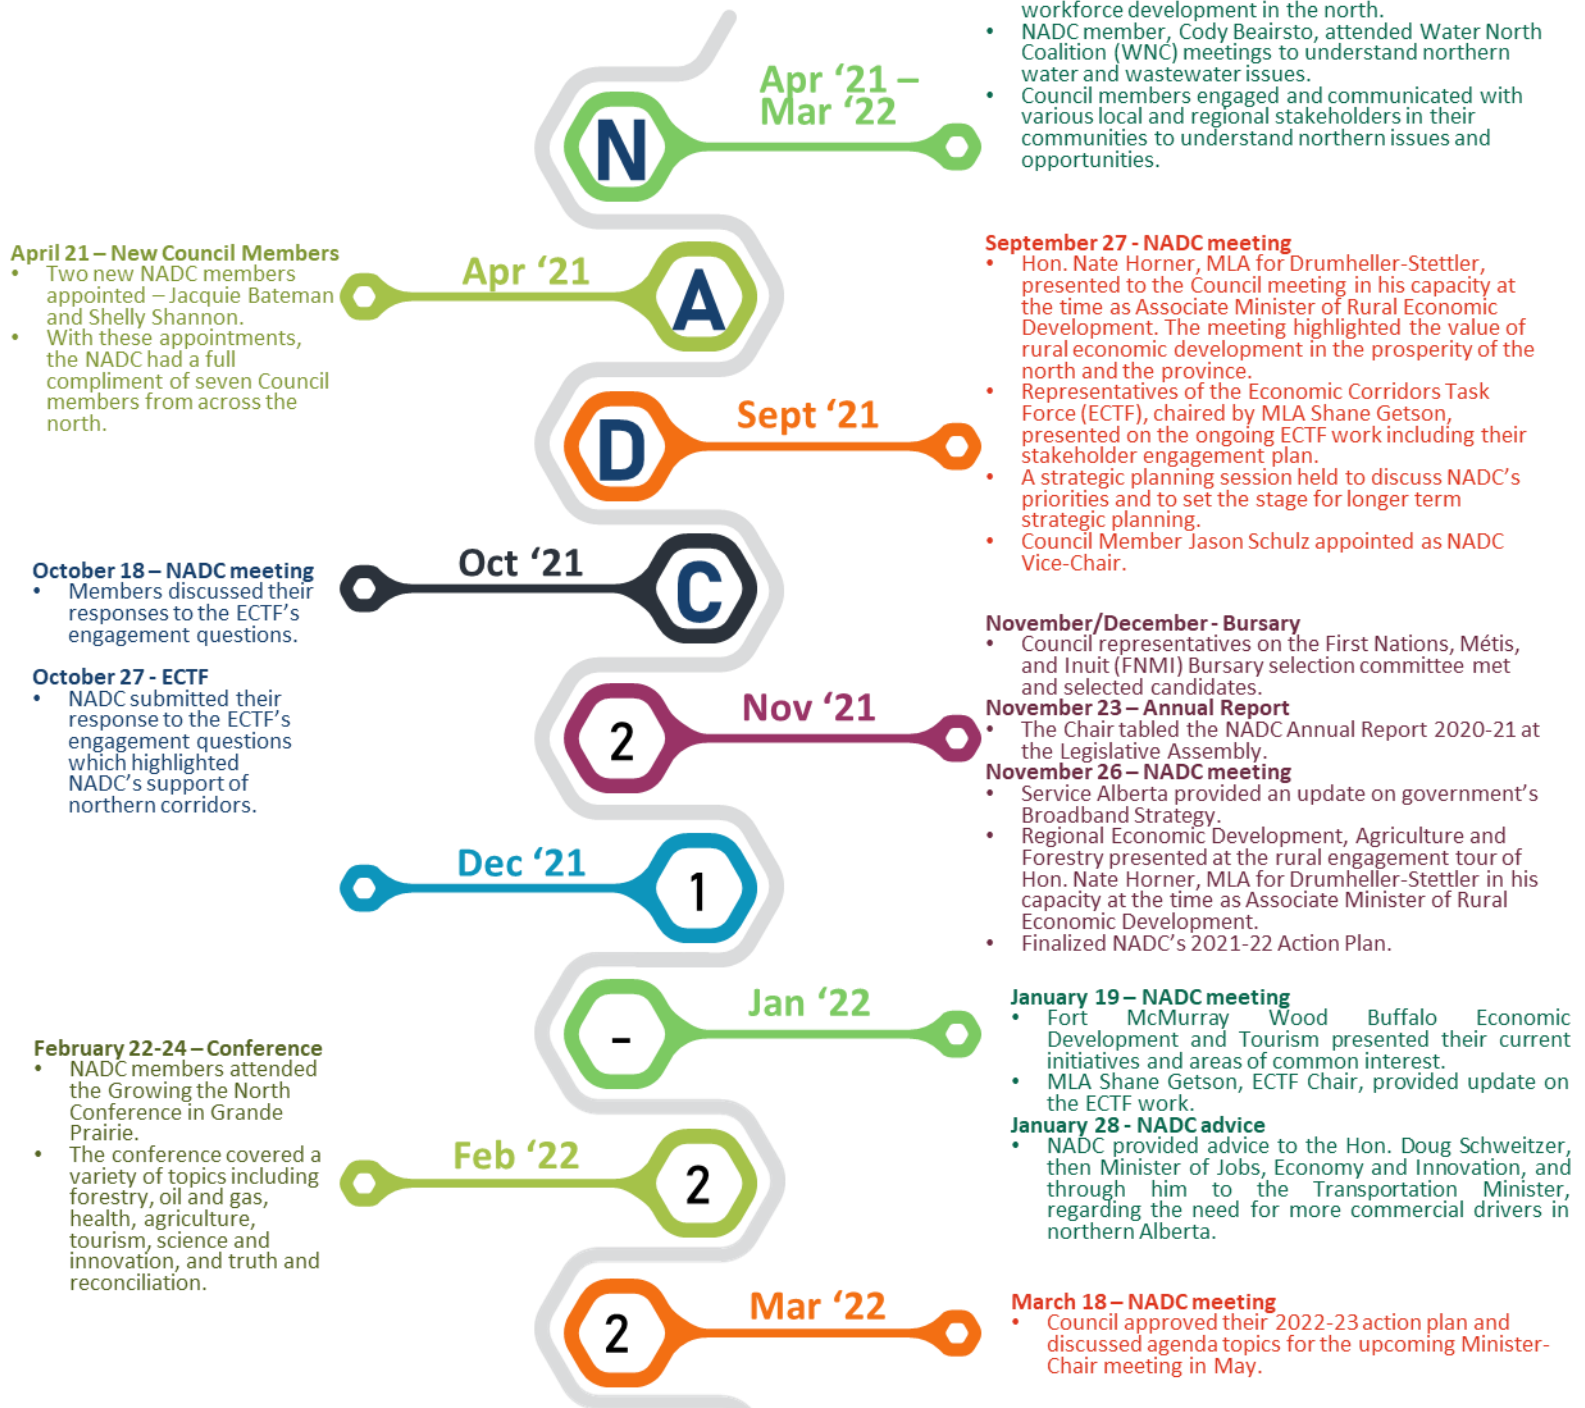 workforce development in the north.
• NADC member, Cody Beairsto, attended Water North
Coalition (WNC) meetings to understand northern
water and wastewater issues.
• Council members engaged and communicated with
various local and regional stakeholders in their
communities to understand northern issues and
opportunities.
Apr ‘21 –
Mar ‘22
N
April 21 – New Council Members
• Two new NADC members
appointed – Jacquie Bateman
and Shelly Shannon.
• With these appointments,
the NADC had a full
compliment of seven Council
members from across the
north.
Apr ‘21
A
September 27 - NADC meeting
• Hon. Nate Horner, MLA for Drumheller-Stettler,
presented to the Council meeting in his capacity at
the time as Associate Minister of Rural Economic
Development. The meeting highlighted the value of
rural economic development in the prosperity of the
north and the province.
• Representatives of the Economic Corridors Task
Force (ECTF), chaired by MLA Shane Getson,
presented on the ongoing ECTF work including their
stakeholder engagement plan.
• A strategic planning session held to discuss NADC’s
priorities and to set the stage for longer term
strategic planning.
• Council Member Jason Schulz appointed as NADC
Vice-Chair.
Sept ‘21
D
October 18 – NADC meeting
• Members discussed their
responses to the ECTF’s
engagement questions.
October 27 - ECTF
• NADC submitted their
response to the ECTF’s
engagement questions
which highlighted
NADC’s support of
northern corridors.
Oct ‘21
C
November/December - Bursary
• Council representatives on the First Nations, Métis,
and Inuit (FNMI) Bursary selection committee met
and selected candidates.
November 23 – Annual Report
• The Chair tabled the NADC Annual Report 2020-21 at
the Legislative Assembly.
November 26 – NADC meeting
• Service Alberta provided an update on government’s
Broadband Strategy.
• Regional Economic Development, Agriculture and
Forestry presented at the rural engagement tour of
Hon. Nate Horner, MLA for Drumheller-Stettler in his
capacity at the time as Associate Minister of Rural
Economic Development.
• Finalized NADC’s 2021-22 Action Plan.
Nov ‘21
2
Dec ‘21
1
January 19 – NADC meeting
• Fort McMurray Wood Buffalo Economic
Development and Tourism presented their current
initiatives and areas of common interest.
• MLA Shane Getson, ECTF Chair, provided update on
the ECTF work.
January 28 - NADC advice
• NADC provided advice to the Hon. Doug Schweitzer,
then Minister of Jobs, Economy and Innovation, and
through him to the Transportation Minister,
regarding the need for more commercial drivers in
northern Alberta.
Jan ‘22
-
February 22-24 – Conference
• NADC members attended
the Growing the North
Conference in Grande
Prairie.
• The conference covered a
variety of topics including
forestry, oil and gas,
health, agriculture,
tourism, science and
innovation, and truth and
reconciliation.
Feb ‘22
2
March 18 – NADC meeting
• Council approved their 2022-23 action plan and
discussed agenda topics for the upcoming Minister-
Chair meeting in May.
Mar ‘22
2